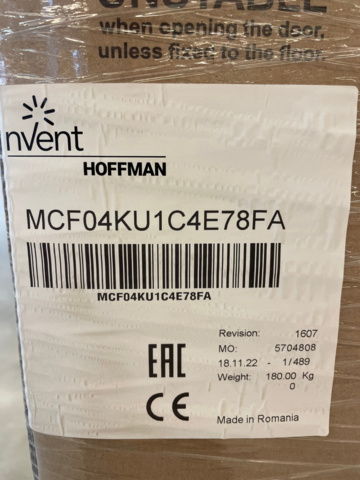 UNSTABLE
when opening the door,
unless fixed to the floor.
nVent
HOFFMAN
MCF04KU1C4E78FA
MCF04KU1C4E78FA
Revision: 1607
MO: 5704808
18.11.22 - 1/489
Weight: 180.00 Kg
0
EAC
CE
Made in Romania